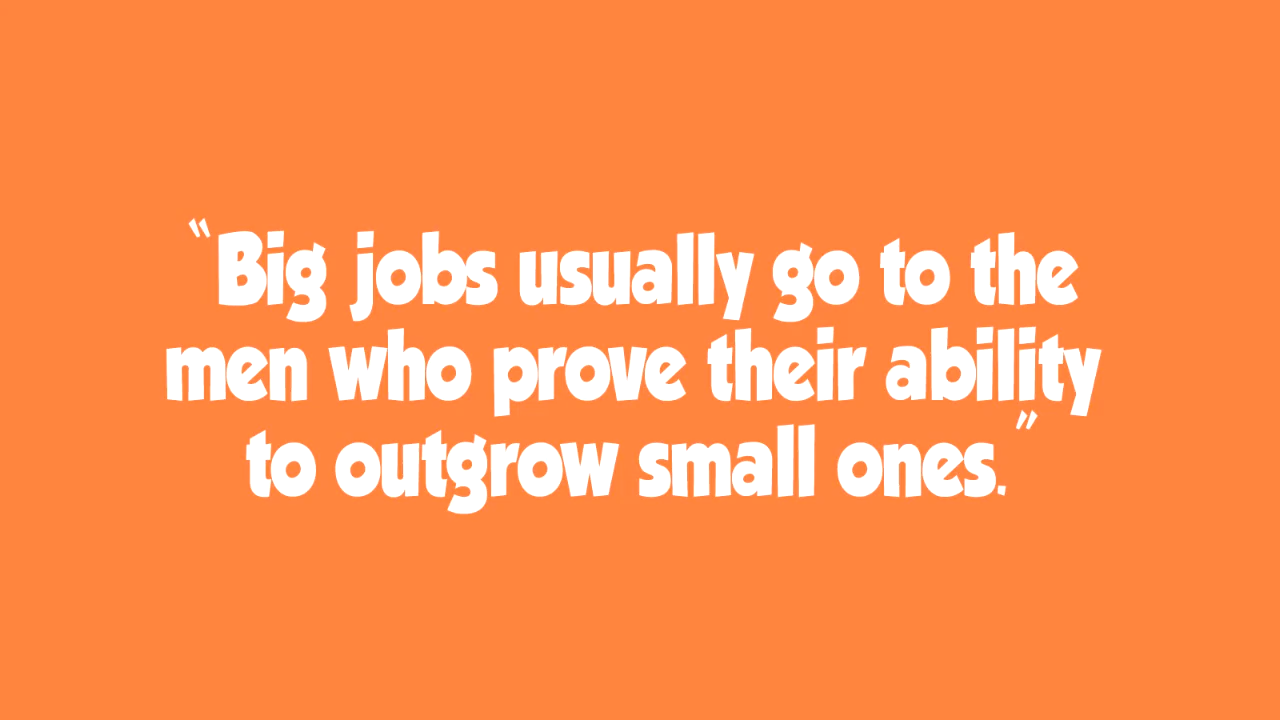 “Big jobs usually go to the
men who prove their ability
to outgrow small ones.”